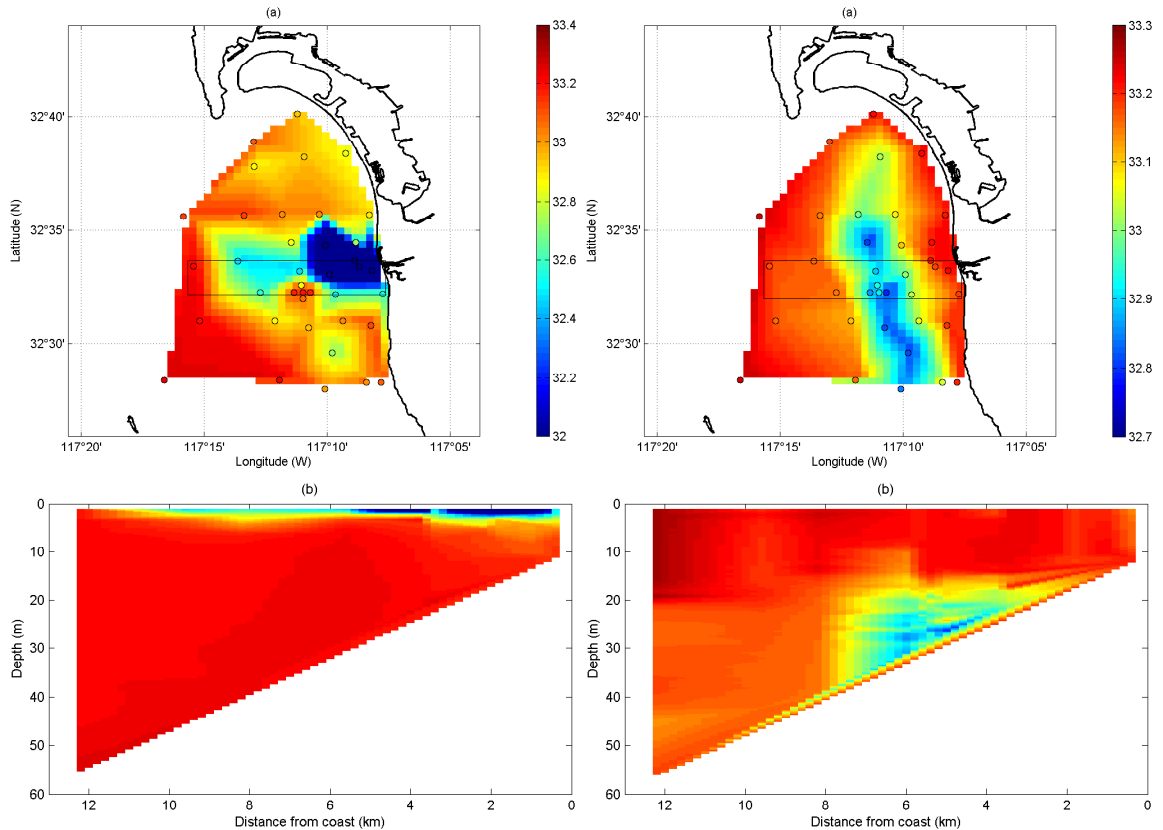 (a)
32°40'
32°35'
32°30'
Latitude (N)
117°20' 117°15' 117°10' 117°05'
Longitude (W)
33.4
33.2
33
32.8
32.6
32.4
32.2
32
(a)
32°40'
32°35'
32°30'
Latitude (N)
117°20' 117°15' 117°10' 117°05'
Longitude (W)
33.3
33.2
33.1
33
32.9
32.8
32.7
(b)
0
10
20
30
40
50
60
Depth (m)
12 10 8 6 4 2 0
Distance from coast (km)
(b)
0
10
20
30
40
50
60
Depth (m)
12 10 8 6 4 2 0
Distance from coast (km)